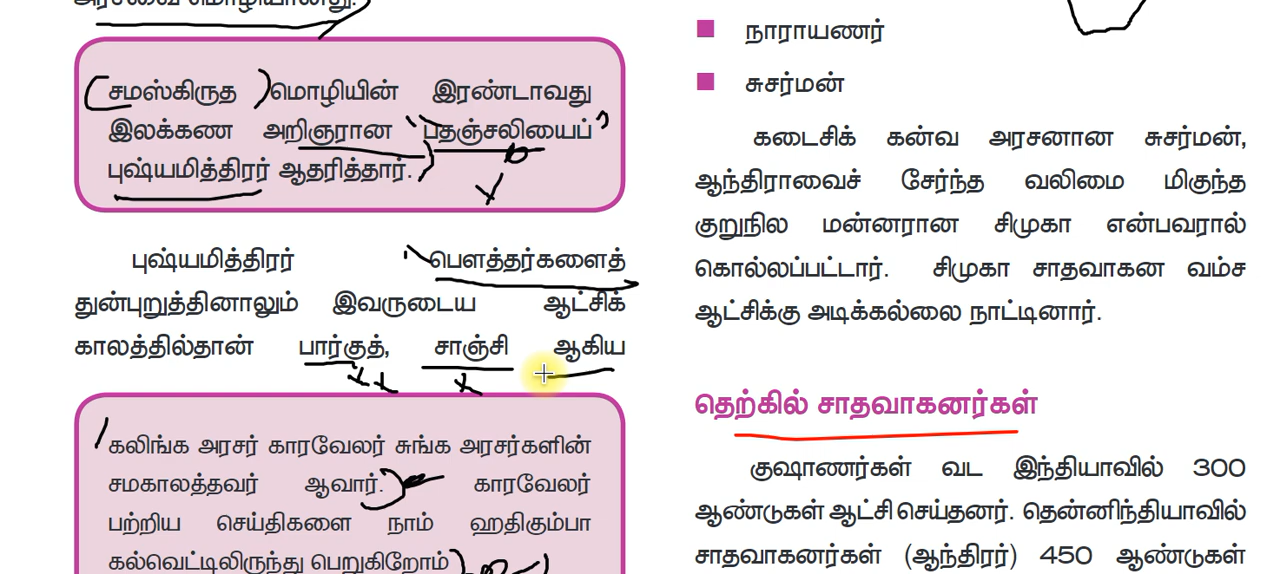 அரசவை மொழியானது.
சமஸ்கிருத மொழியின் இரண்டாவது
இலக்கண அறிஞரான பதஞ்சலியைப்
புஷ்யமித்திரர் ஆதரித்தார்.
புஷ்யமித்திரர் பௌத்தர்களைத்
துன்புறுத்தினாலும் இவருடைய ஆட்சிக்
காலத்தில்தான் பார்குத், சாஞ்சி ஆகிய
கலிங்க அரசர் காரவேலர் சுங்க அரசர்களின்
சமகாலத்தவர் ஆவார். காரவேலர்
பற்றிய செய்திகளை நாம் ஹதிகும்பா
கல்வெட்டிலிருந்து பெறுகிறோம்
நாராயணர்
சுசர்மன்
கடைசிக் கன்வ அரசனான சுசர்மன்,
ஆந்திராவைச் சேர்ந்த வலிமை மிகுந்த
குறுநில மன்னரான சிமுகா என்பவரால்
கொல்லப்பட்டார். சிமுகா சாதவாகன வம்ச
ஆட்சிக்கு அடிக்கல்லை நாட்டினார்.
தெற்கில் சாதவாகனர்கள்
குஷாணர்கள் வட இந்தியாவில் 300
ஆண்டுகள் ஆட்சி செய்தனர். தென்னிந்தியாவில்
சாதவாகனர்கள் (ஆந்திரர்) 450 ஆண்டுகள்